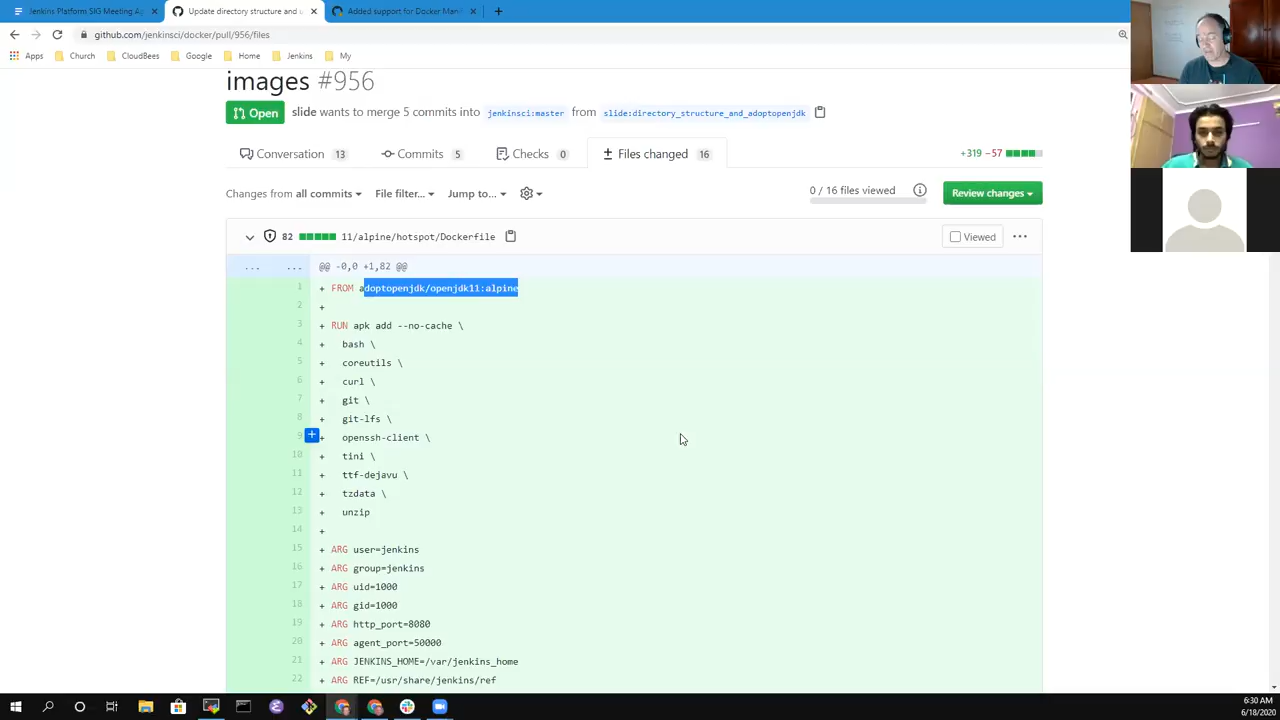 Jenkins Platform SIG Meeting Ag
Update directory structure and u
Added support for Docker Mani
github.com/jenkinsci/docker/pull/956/files
Apps
Church
CloudBees
Google
Home
Jenkins
My
images #956
Open
slide wants to merge 5 commits into jenkinsci:master from slide:directory_structure_and_adoptopenjdk
Conversation 13
Commits 5
Checks 0
Files changed 16
+319 −57
Changes from all commits
File filter...
Jump to...
0 / 16 files viewed
Review changes
82 11/alpine/hotspot/Dockerfile
Viewed
... ... @@ -0,0 +1,82 @@
1 + FROM adoptopenjdk/openjdk11:alpine
2 +
3 + RUN apk add --no-cache \
4 + bash \
5 + coreutils \
6 + curl \
7 + git \
8 + git-lfs \
9 + openssh-client \
10 + tini \
11 + ttf-dejavu \
12 + tzdata \
13 + unzip
14 +
15 + ARG user=jenkins
16 + ARG group=jenkins
17 + ARG uid=1000
18 + ARG gid=1000
19 + ARG http_port=8080
20 + ARG agent_port=50000
21 + ARG JENKINS_HOME=/var/jenkins_home
22 + ARG REF=/usr/share/jenkins/ref
6:30 AM
6/18/2020